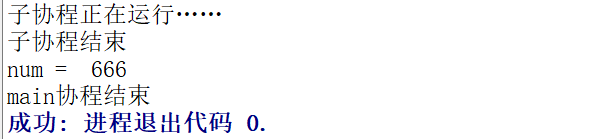 子协程正在运行……
子协程结束
num =  666
main协程结束
成功: 进程退出代码 0.